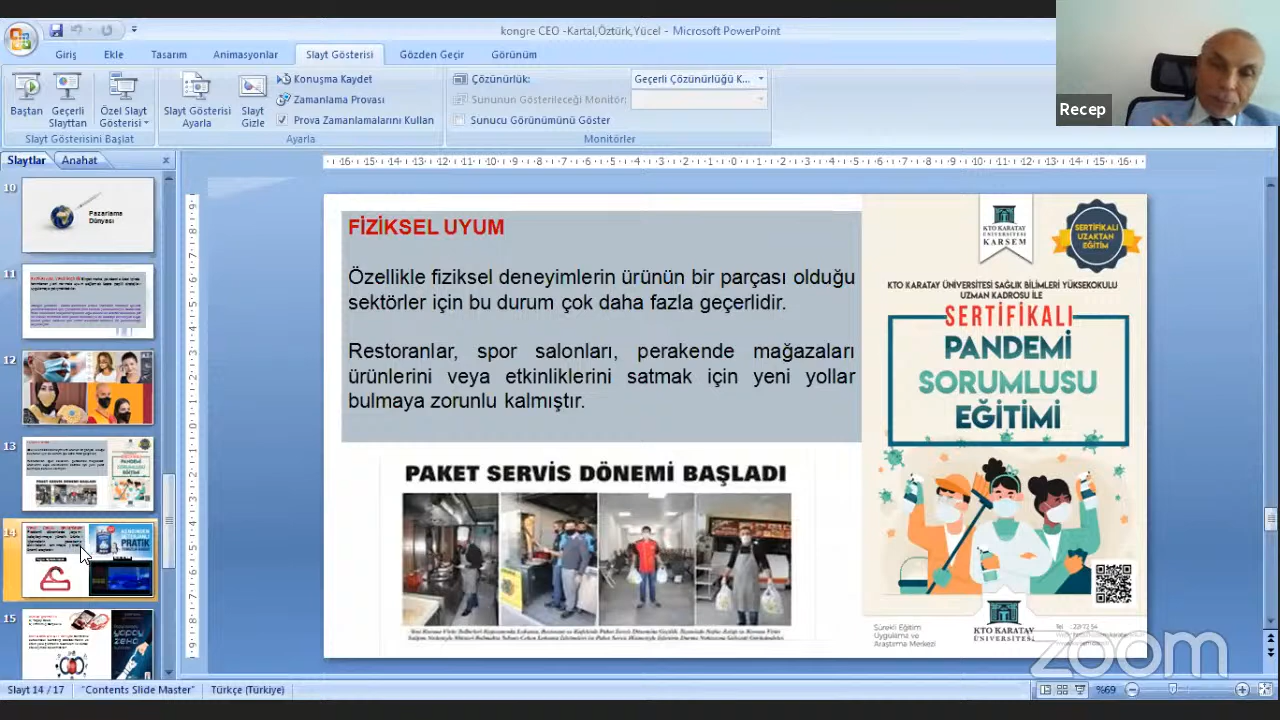 kongre CEO -Kartal,Öztürk,Yücel - Microsoft PowerPoint
Giriş Ekle Tasarım Animasyonlar Slayt Gösterisi Gözden Geçir Görünüm
Baştan
Geçerli Slayttan
Özel Slayt Gösterisi
Slayt Gösterisini Başlat
Slayt Gösterisi Ayarla
Slayt Gizle
Konuşma Kaydet
Zamanlama Provası
Prova Zamanlamalarını Kullan
Ayarla
Çözünürlük: Geçerli Çözünürlüğü K...
Sununun Gösterileceği Monitör:
Sunucu Görünümünü Göster
Monitörler
Recep
Slaytlar Anahat
10
Pazarlama
Dünyası
11
12
13
14
15
FİZİKSEL UYUM
Özellikle fiziksel deneyimlerin ürünün bir parçası olduğu
sektörler için bu durum çok daha fazla geçerlidir.
Restoranlar, spor salonları, perakende mağazaları
ürünlerini veya etkinliklerini satmak için yeni yollar
bulmaya zorunlu kalmıştır.
PAKET SERVİS DÖNEMİ BAŞLADI
KTO KARATAY
ÜNİVERSİTESİ
KARSEM
SERTİFİKALI
UZAKTAN
EĞİTİM
KTO KARATAY ÜNİVERSİTESİ SAĞLIK BİLİMLERİ YÜKSEKOKULU
UZMAN KADROSU İLE
SERTİFİKALI
PANDEMİ
SORUMLUSU
EĞİTİMİ
Sürekli Eğitim
Uygulama ve
Araştırma Merkezi
KTO KARATAY
ÜNİVERSİTESİ
zoom
Slayt 14 / 17 "Contents Slide Master" Türkçe (Türkiye) %69